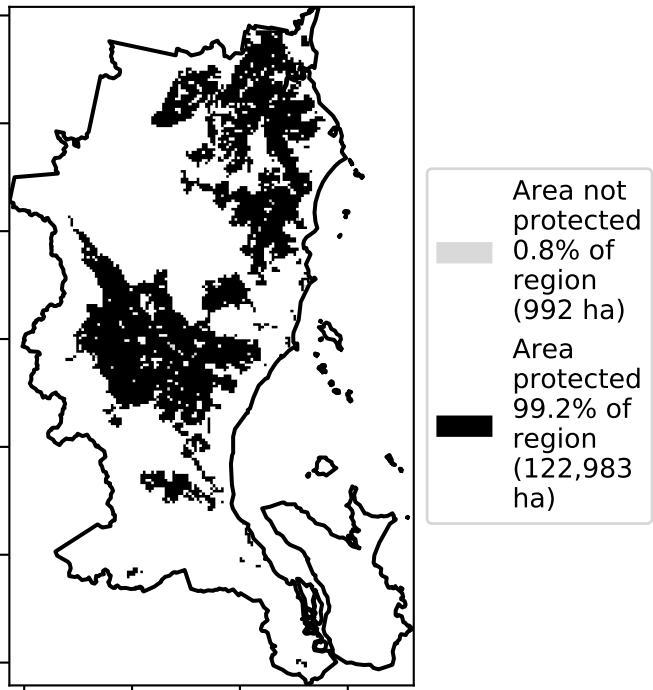 Area not
protected
0.8% of
region
(992 ha)
Area
protected
99.2% of
region
(122,983
ha)